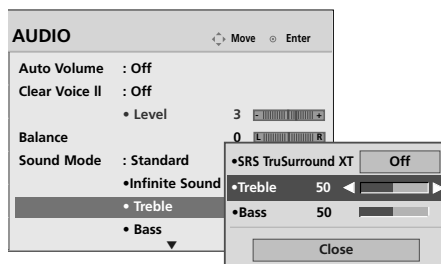 AUDIO
Move Enter
Auto Volume : Off
Clear Voice ll : Off
• Level 3 - +
Balance 0 L R
Sound Mode : Standard
•Infinite Sound
• Treble
• Bass
•SRS TruSurround XT Off
•Treble 50
•Bass 50
Close